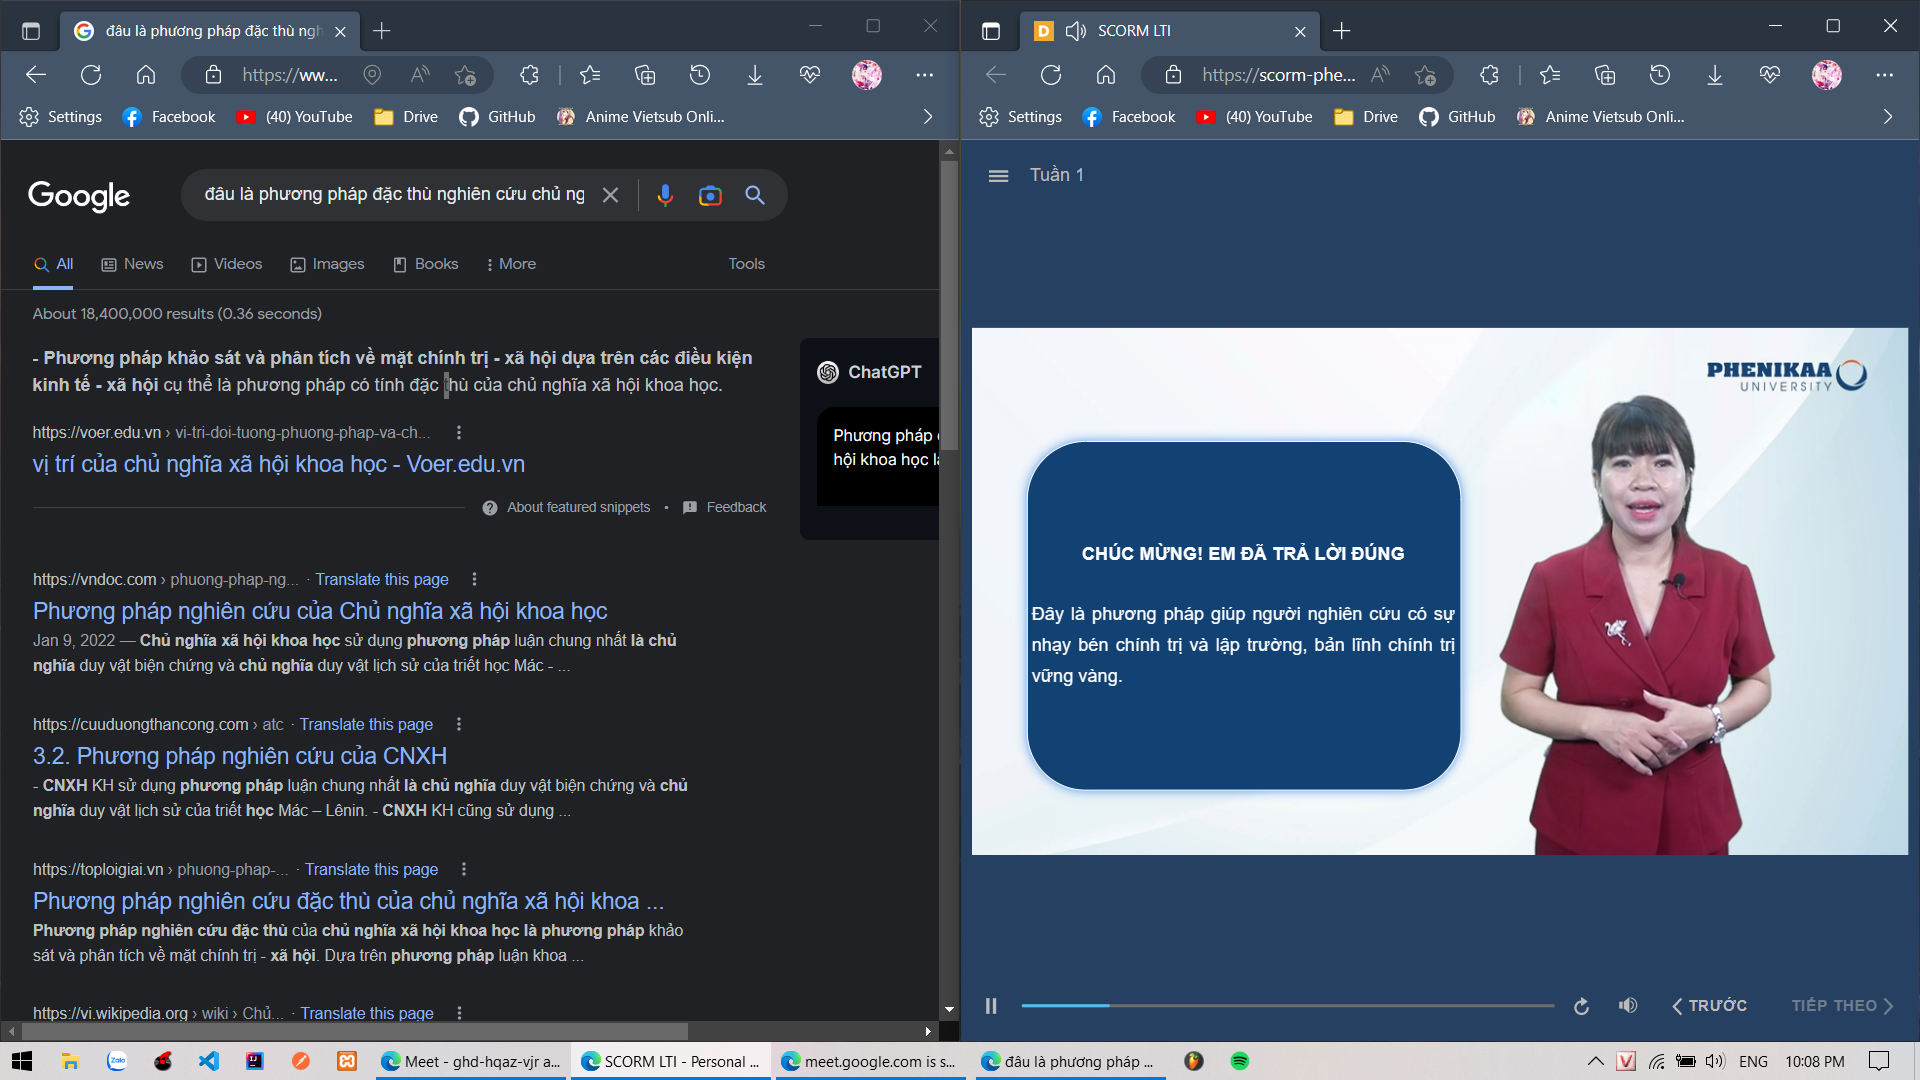 đâu là phương pháp đặc thù ngh
https://ww...
Settings
Facebook
(40) YouTube
Drive
GitHub
Anime Vietsub Onli...
Google
đâu là phương pháp đặc thù nghiên cứu chủ ng
All
News
Videos
Images
Books
More
Tools
About 18,400,000 results (0.36 seconds)
- Phương pháp khảo sát và phân tích về mặt chính trị - xã hội dựa trên các điều kiện
kinh tế - xã hội cụ thể là phương pháp có tính đặc thù của chủ nghĩa xã hội khoa học.
https://voer.edu.vn › vi-tri-doi-tuong-phuong-phap-va-ch...
vị trí của chủ nghĩa xã hội khoa học - Voer.edu.vn
About featured snippets • Feedback
ChatGPT
Phương pháp
hội khoa học là
https://vndoc.com › phuong-phap-ng... · Translate this page
Phương pháp nghiên cứu của Chủ nghĩa xã hội khoa học
Jan 9, 2022 — Chủ nghĩa xã hội khoa học sử dụng phương pháp luận chung nhất là chủ
nghĩa duy vật biện chứng và chủ nghĩa duy vật lịch sử của triết học Mác - ...
https://cuuduongthancong.com › atc · Translate this page
3.2. Phương pháp nghiên cứu của CNXH
- CNXH KH sử dụng phương pháp luận chung nhất là chủ nghĩa duy vật biện chứng và chủ
nghĩa duy vật lịch sử của triết học Mác – Lênin. - CNXH KH cũng sử dụng ...
https://toploigiai.vn › phuong-phap-... · Translate this page
Phương pháp nghiên cứu đặc thù của chủ nghĩa xã hội khoa ...
Phương pháp nghiên cứu đặc thù của chủ nghĩa xã hội khoa học là phương pháp khảo
sát và phân tích về mặt chính trị - xã hội. Dựa trên phương pháp luận khoa ...
https://vi.wikipedia.org › wiki › Chủ... · Translate this page
SCORM LTI
https://scorm-phe...
Settings
Facebook
(40) YouTube
Drive
GitHub
Anime Vietsub Onli...
Tuần 1
PHENIKAA
UNIVERSITY
CHÚC MỪNG! EM ĐÃ TRẢ LỜI ĐÚNG
Đây là phương pháp giúp người nghiên cứu có sự
nhạy bén chính trị và lập trường, bản lĩnh chính trị
vững vàng.
TRƯỚC
TIẾP THEO
Zalo
Meet - ghd-hqaz-vjr a...
SCORM LTI - Personal ...
meet.google.com is s...
đâu là phương pháp ...
ENG
10:08 PM